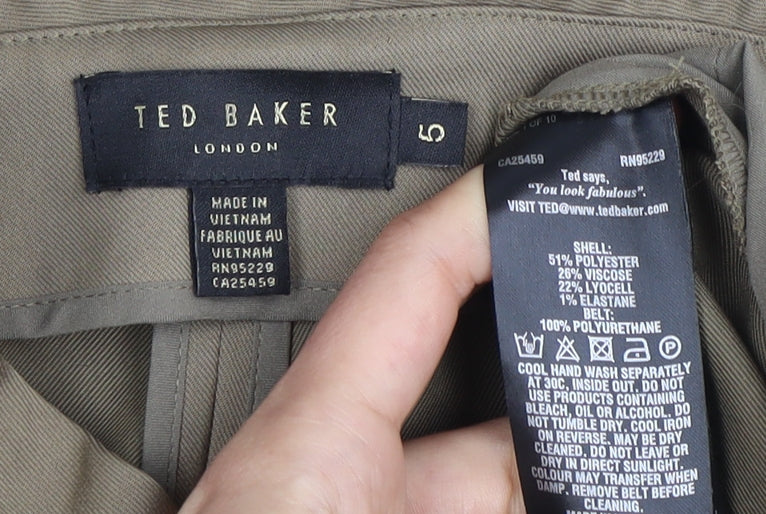 TED BAKER
LONDON
5
MADE IN
VIETNAM
FABRIQUE AU
VIETNAM
RN95229
CA25459
OF 10
CA25459 RN95229
Ted says,
"You look fabulous".
VISIT TED@www.tedbaker.com
SHELL:
51% POLYESTER
26% VISCOSE
22% LYOCELL
1% ELASTANE
BELT:
100% POLYURETHANE
P
COOL HAND WASH SEPARATELY
AT 30C, INSIDE OUT. DO NOT
USE PRODUCTS CONTAINING
BLEACH, OIL OR ALCOHOL. DO
NOT TUMBLE DRY. COOL IRON
ON REVERSE. MAY BE DRY
CLEANED. DO NOT LEAVE OR
DRY IN DIRECT SUNLIGHT.
COLOUR MAY TRANSFER WHEN
DAMP. REMOVE BELT BEFORE
CLEANING.